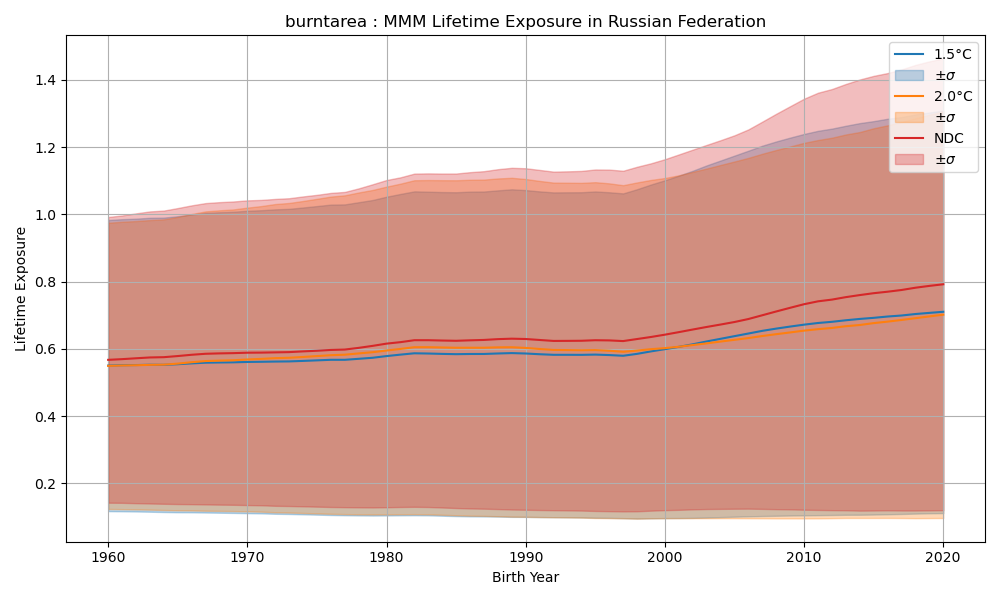 burntarea : MMM Lifetime Exposure in Russian Federation
Lifetime Exposure
1.4
1.2
1.0
0.8
0.6
0.4
0.2
1.5°C
±σ
2.0°C
±σ
NDC
±σ
1960 1970 1980 1990 2000 2010 2020
Birth Year